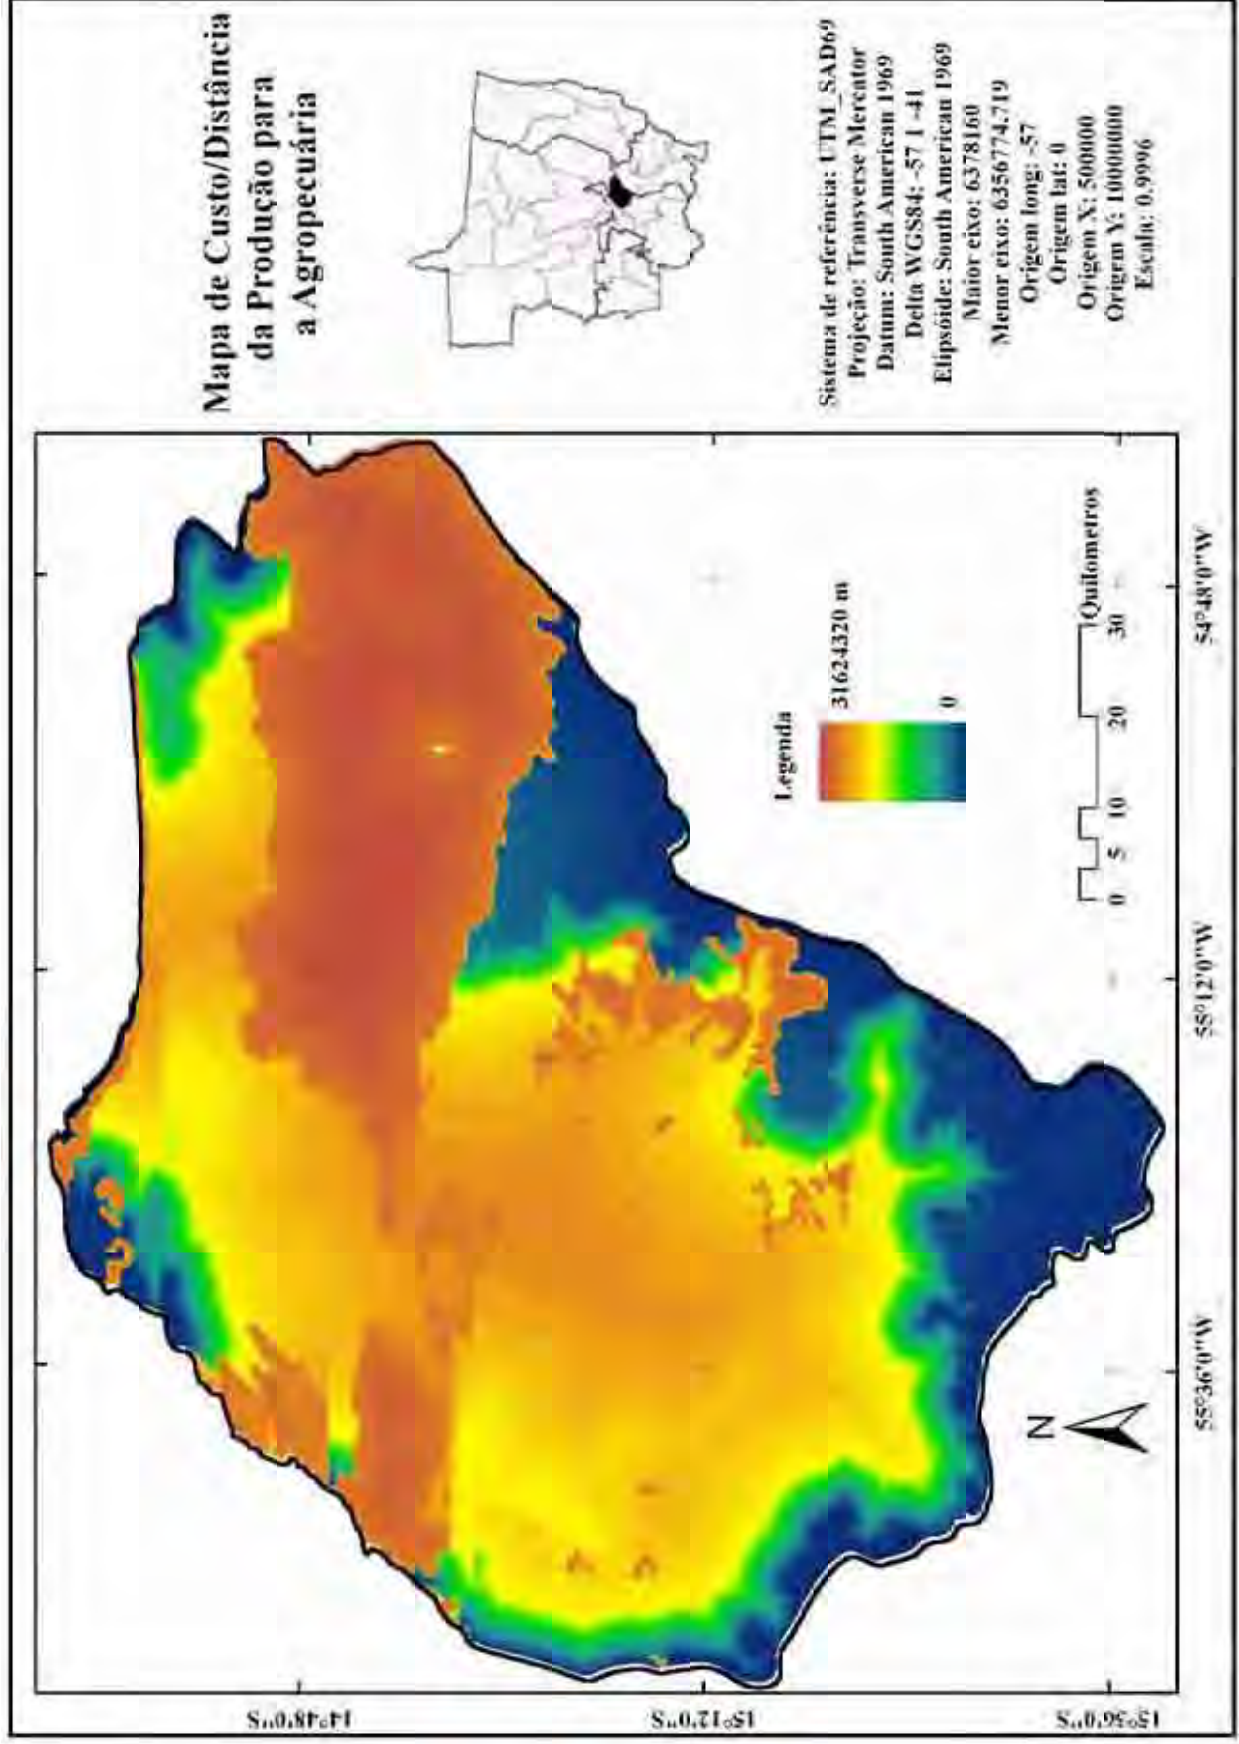 Mapa de Custo/Distância
da Produção para
a Agropecuária
Sistema de referência: UTM_SAD69
Projeção: Transverse Mercator
Datum: South American 1969
Delta WGS84: -57 1 -41
Elipsóide: South American 1969
Maior eixo: 6378160
Menor eixo: 6356774.719
Origem long: -57
Origem lat: 0
Origem X: 500000
Origem Y: 10000000
Escala: 0.9996
Legenda
31624320 m
0
0 5 10 20 30
Quilometros
N
14°48'0"S
15°12'0"S
15°36'0"S
55°36'0"W
55°12'0"W
54°48'0"W